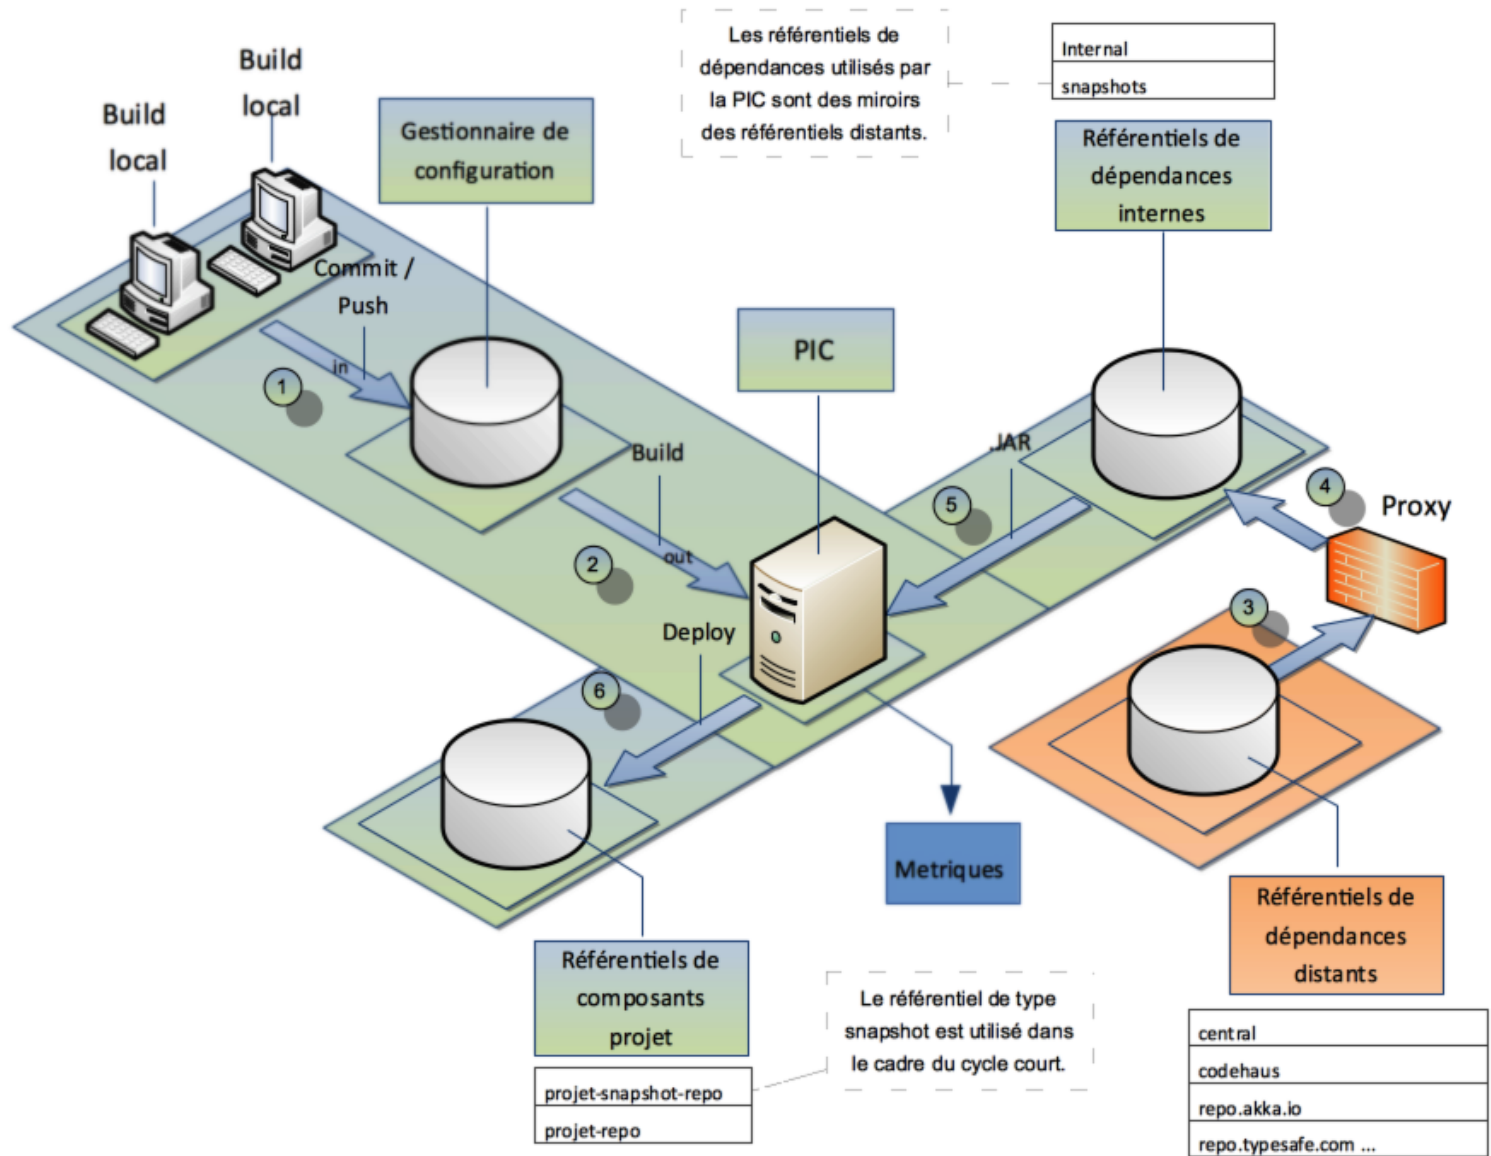 Build
local
Build
local
Gestionnaire de
configuration
Les référentiels de
dépendances utilisés par
la PIC sont des miroirs
des référentiels distants.
Internal
snapshots
Référentiels de
dépendances
internes
Commit /
Push
in
1
PIC
Build
out
2
.JAR
5
4
Proxy
3
Deploy
6
Metriques
Référentiels de
composants
projet
projet-snapshot-repo
projet-repo
Le référentiel de type
snapshot est utilisé dans
le cadre du cycle court.
Référentiels de
dépendances
distants
central
codehaus
repo.akka.io
repo.typesafe.com ...